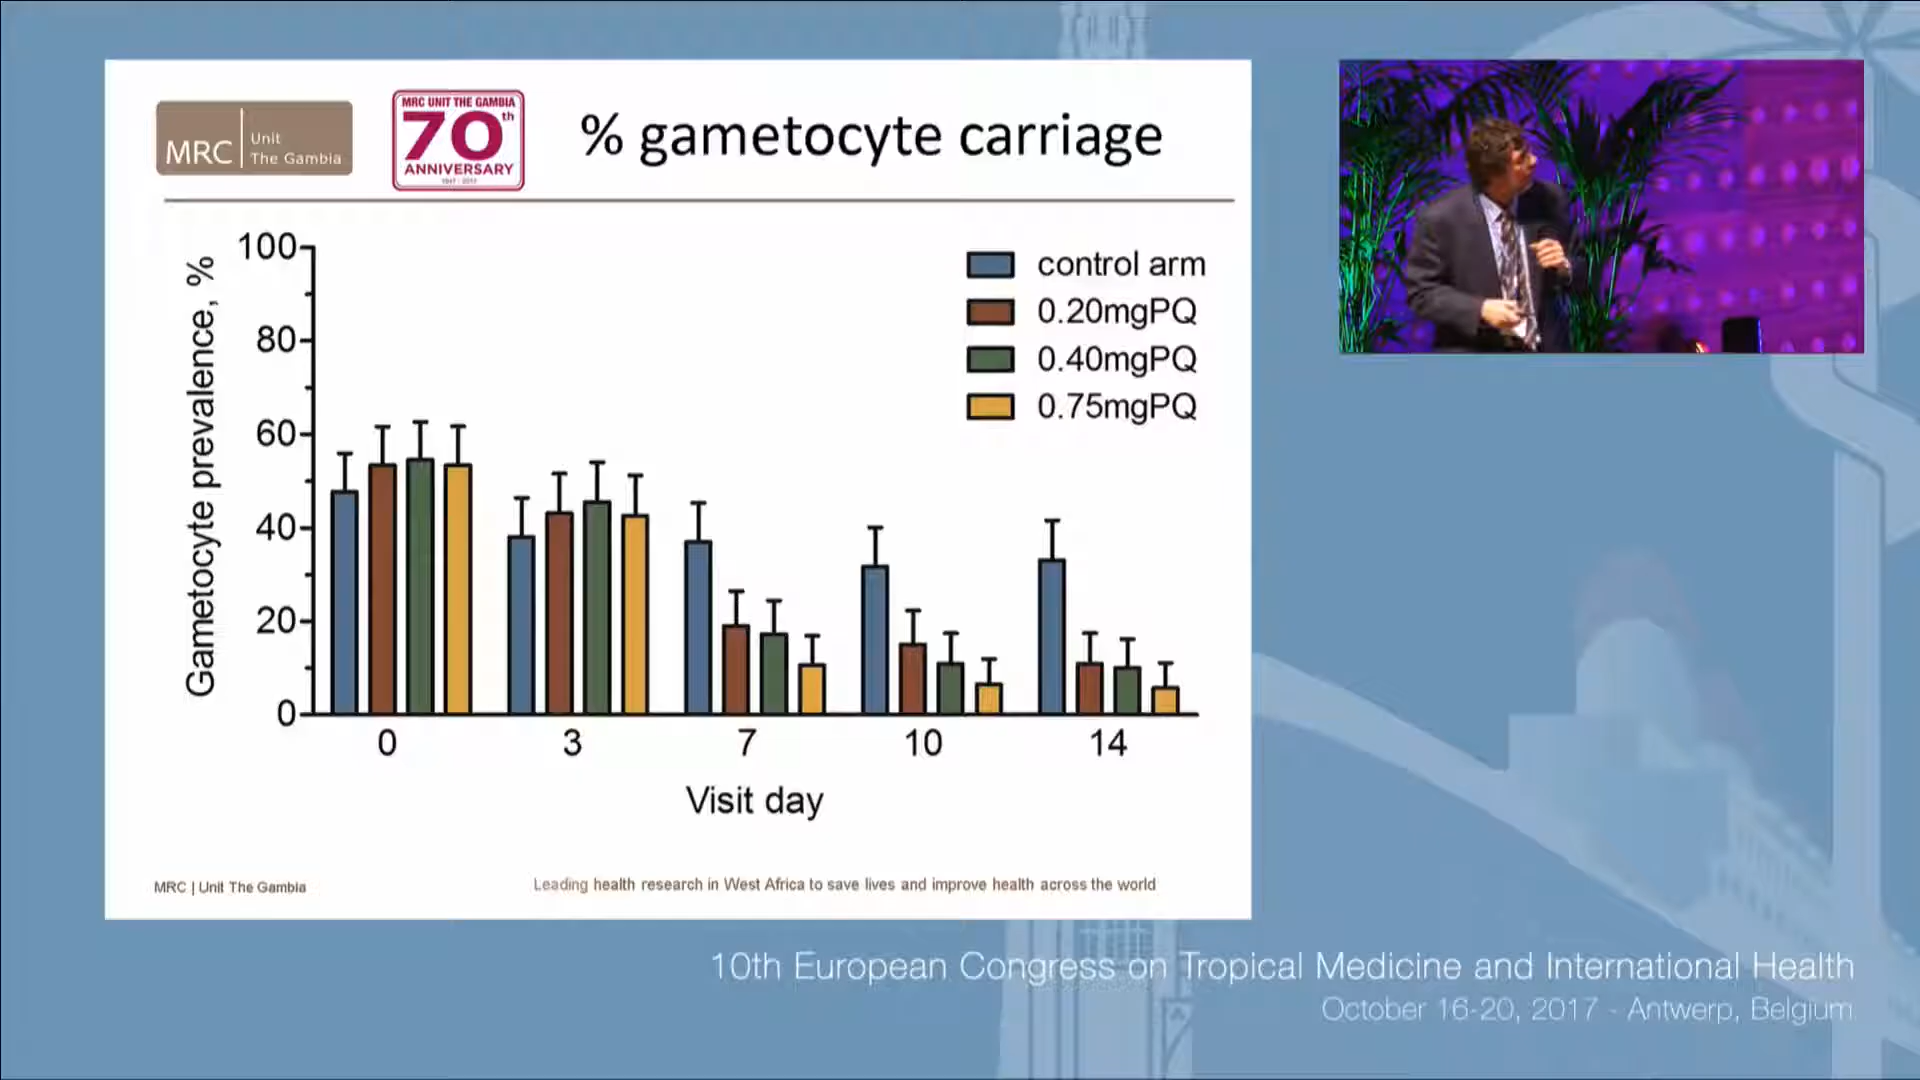 MRC
Unit
The Gambia
MRC UNIT THE GAMBIA
70th
ANNIVERSARY
% gametocyte carriage
Gametocyte prevalence, %
100
80
60
40
20
0
control arm
0.20mgPQ
0.40mgPQ
0.75mgPQ
0 3 7 10 14
Visit day
MRC | Unit The Gambia
Leading health research in West Africa to save lives and improve health across the world
10th European Congress on Tropical Medicine and International Health
October 16-20, 2017 - Antwerp, Belgium